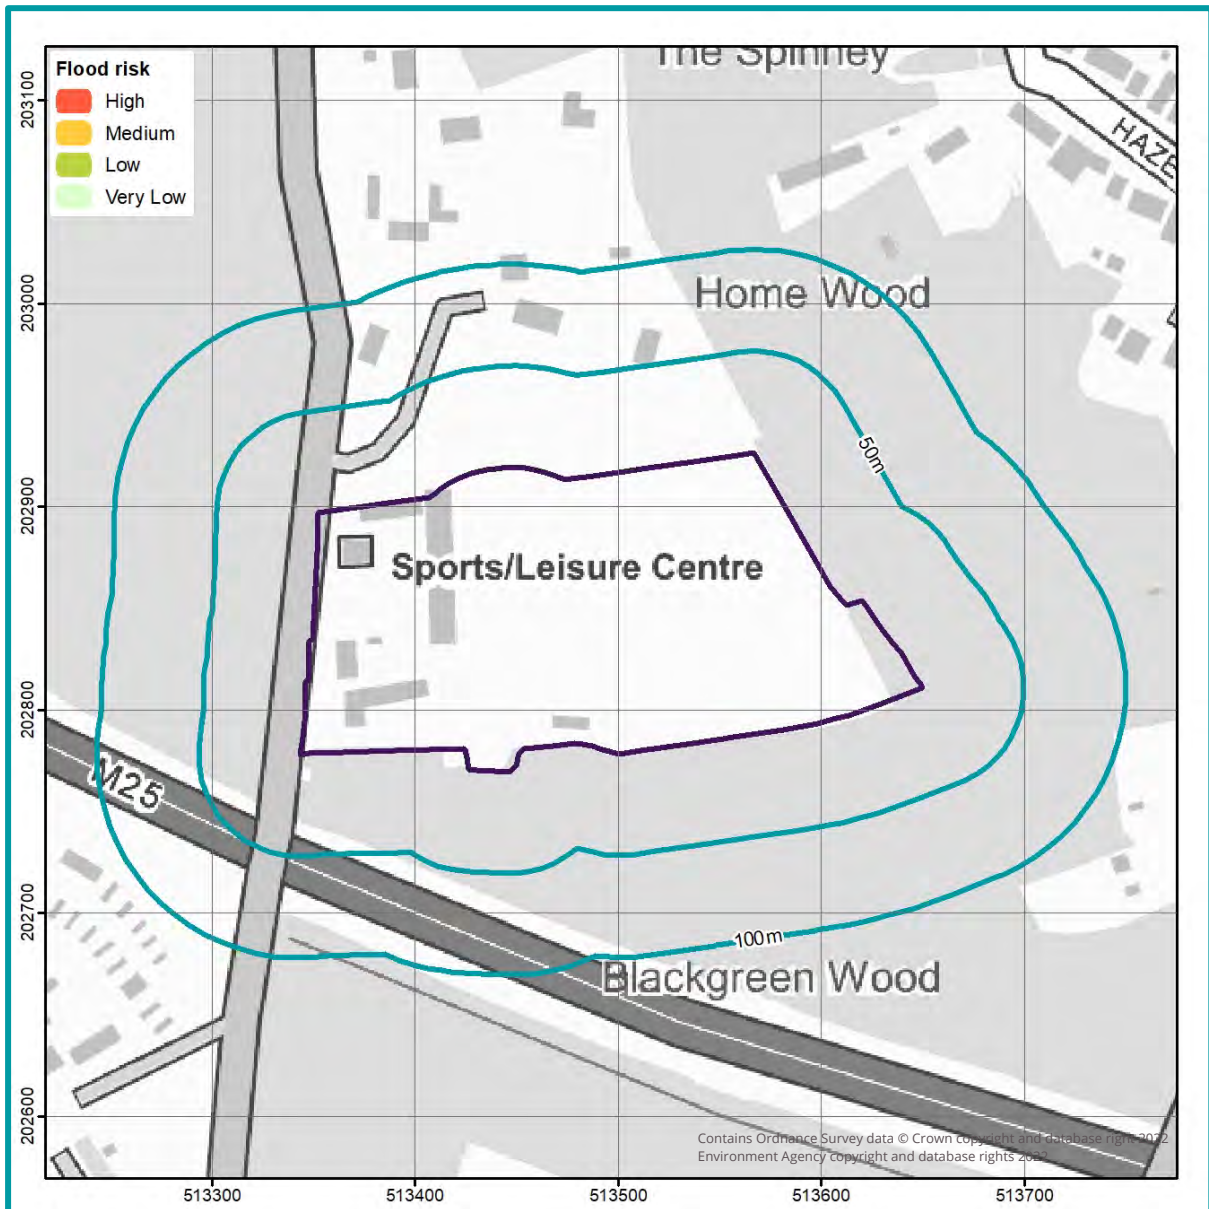 The Spinney
Flood risk
High
Medium
Low
Very Low
HAZE
Home Wood
50m
Sports/Leisure Centre
M25
100m
Blackgreen Wood
Contains Ordnance Survey data © Crown copyright and database right 2022
Environment Agency copyright and database rights 2022
203100
203000
202900
202800
202700
202600
513300
513400
513500
513600
513700